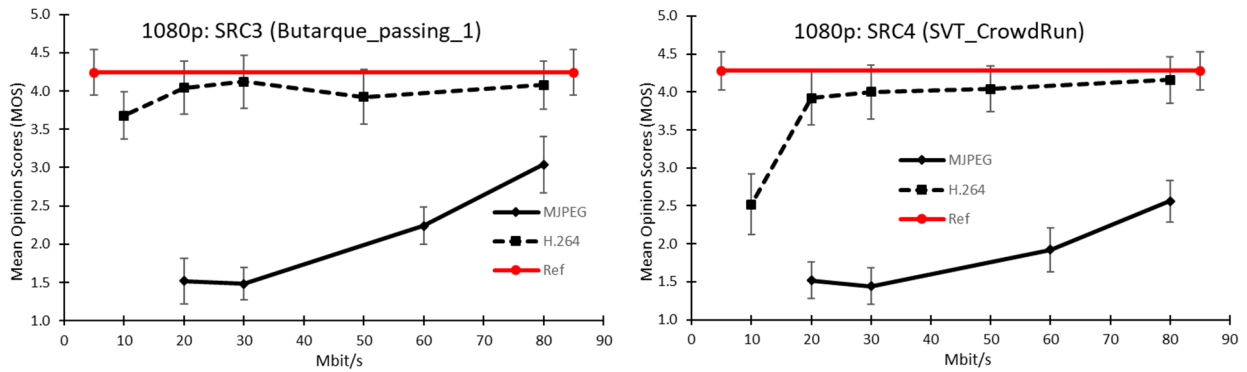 1080p: SRC3 (Butarque_passing_1)
Mean Opinion Scores (MOS)
5.0
4.5
4.0
3.5
3.0
2.5
2.0
1.5
1.0
MJPEG
H.264
Ref
0 10 20 30 40 50 60 70 80 90
Mbit/s
1080p: SRC4 (SVT_CrowdRun)
Mean Opinion Scores (MOS)
5.0
4.5
4.0
3.5
3.0
2.5
2.0
1.5
1.0
MJPEG
H.264
Ref
0 10 20 30 40 50 60 70 80 90
Mbit/s